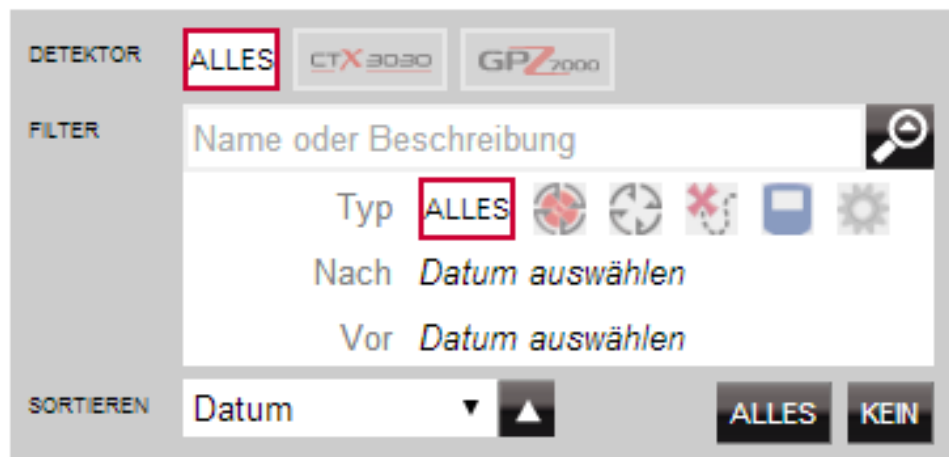 DETEKTOR ALLES CTX 3030 GPZ 7000
FILTER Name oder Beschreibung
Typ ALLES
Nach Datum auswählen
Vor Datum auswählen
SORTIEREN Datum ALLES KEIN